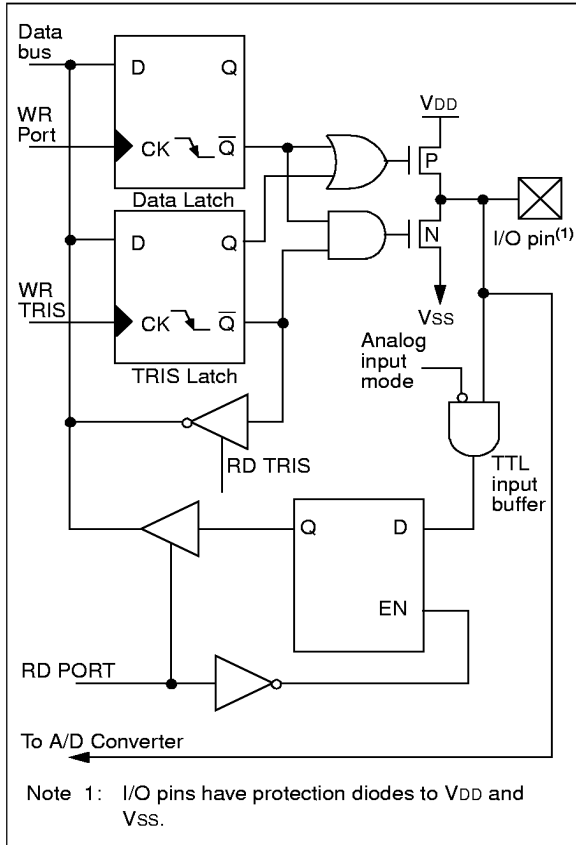 Data
bus
D Q
WR
Port
CK Q
Data Latch
VDD
P
I/O pin(1)
D Q
N
WR
TRIS
CK Q
TRIS Latch
VSS
Analog
input
mode
RD TRIS
TTL
input
buffer
Q D
EN
RD PORT
To A/D Converter
Note 1: I/O pins have protection diodes to VDD and
VSS.